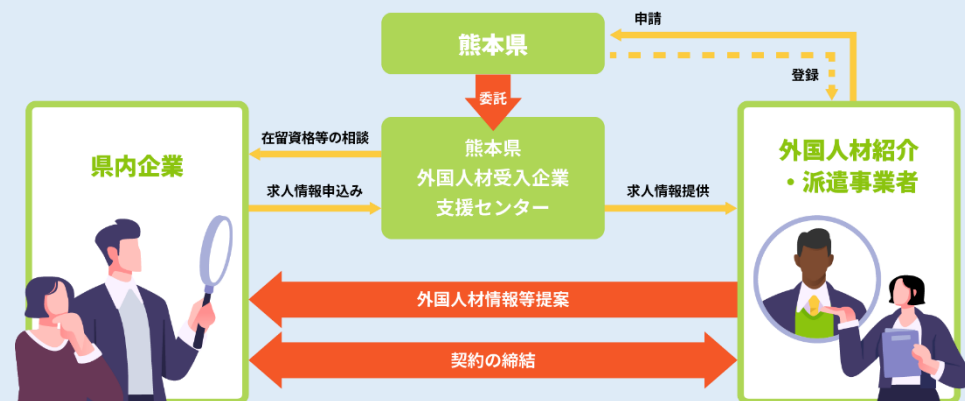 熊本県
申請
登録
委託
県内企業
在留資格等の相談
求人情報申込み
熊本県
外国人材受入企業
支援センター
求人情報提供
外国人材紹介
・派遣事業者
外国人材情報等提案
契約の締結